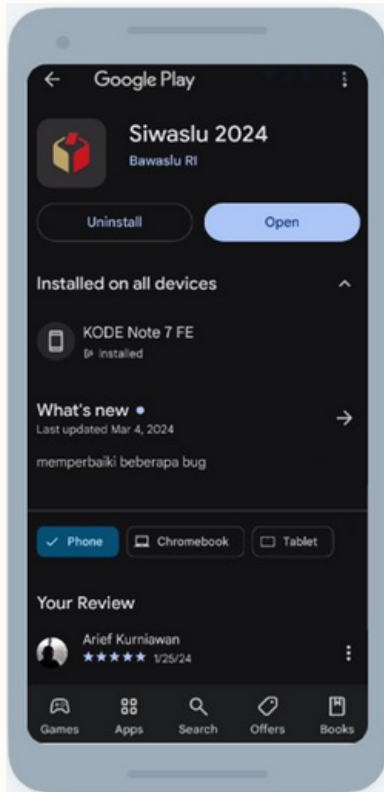 Google Play
Siwaslu 2024
Bawaslu RI
Uninstall
Open
Installed on all devices
KODE Note 7 FE
Installed
What's new
Last updated Mar 4, 2024
memperbaiki beberapa bug
Phone
Chromebook
Tablet
Your Review
Arief Kurniawan
1/25/24
Games
Apps
Search
Offers
Books